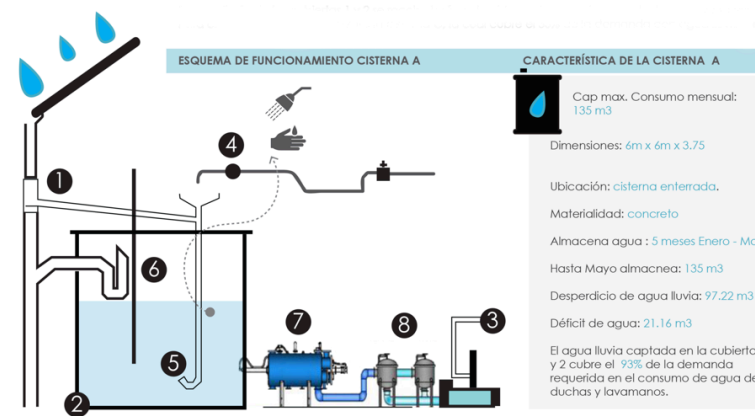 ESQUEMA DE FUNCIONAMIENTO CISTERNA A
CARACTERÍSTICA DE LA CISTERNA A
Cap max. Consumo mensual:
135 m3
Dimensiones: 6m x 6m x 3.75
Ubicación: cisterna enterrada.
Materialidad: concreto
Almacena agua : 5 meses Enero -
Hasta Mayo almacnea: 135 m3
Desperdicio de agua lluvia: 97.22 m3
Déficit de agua: 21.16 m3
El agua lluvia captada en la
y 2 cubre el 93% de la demanda
requerida en el consumo de agua
duchas y lavamanos.
1
4
6
5
2
7
8
3